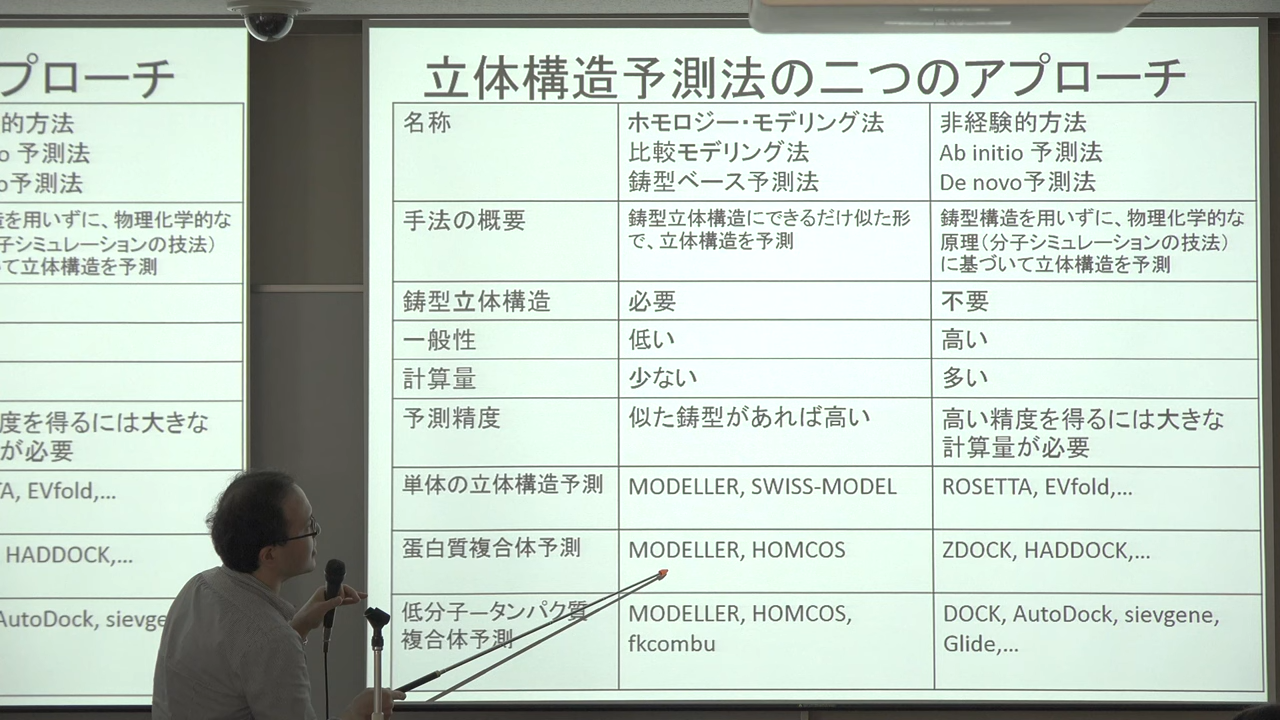 プローチ
的方法
o 予測法
o予測法
造を用いずに、物理化学的な
子シミュレーションの技法）
いて立体構造を予測
度を得るには大きな
が必要
TA, EVfold,...
HADDOCK,...
AutoDock, sievge
立体構造予測法の二つのアプローチ
名称
ホモロジー・モデリング法
比較モデリング法
鋳型ベース予測法
非経験的方法
Ab initio 予測法
De novo予測法
手法の概要
鋳型立体構造にできるだけ似た形
で、立体構造を予測
鋳型構造を用いずに、物理化学的な
原理（分子シミュレーションの技法）
に基づいて立体構造を予測
鋳型立体構造
必要
不要
一般性
低い
高い
計算量
少ない
多い
予測精度
似た鋳型があれば高い
高い精度を得るには大きな
計算量が必要
単体の立体構造予測
MODELLER, SWISS-MODEL
ROSETTA, EVfold,...
蛋白質複合体予測
MODELLER, HOMCOS
ZDOCK, HADDOCK,...
低分子ータンパク質
複合体予測
MODELLER, HOMCOS,
fkcombu
DOCK, AutoDock, sievgene,
Glide,...